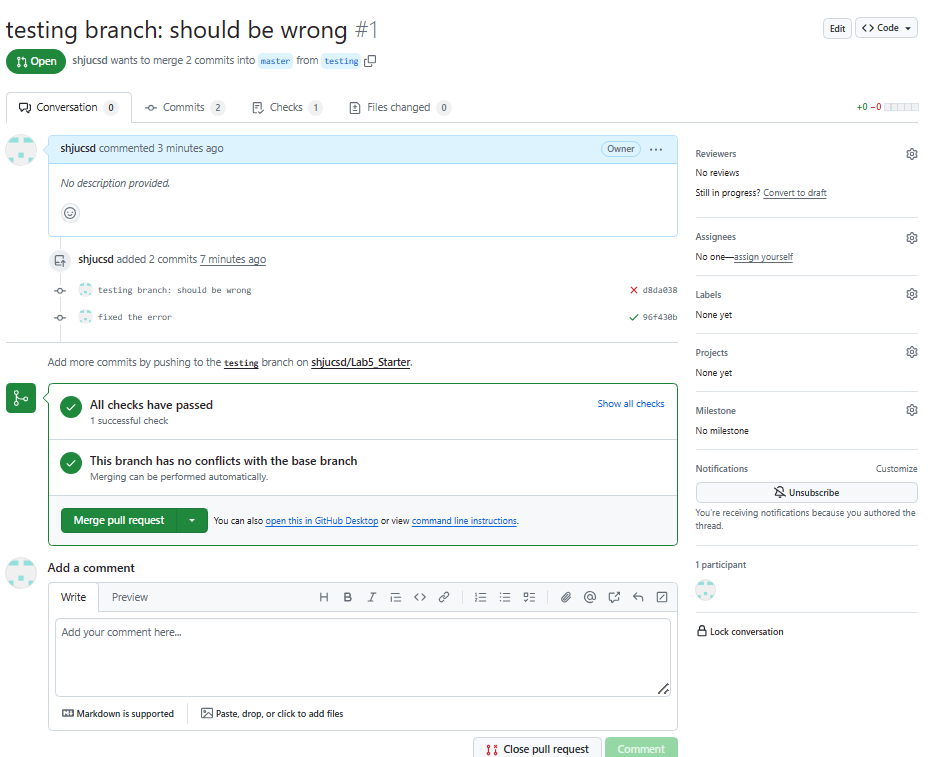 testing branch: should be wrong #1
Edit
Code
Open
shjucsd wants to merge 2 commits into master from testing
Conversation 0
Commits 2
Checks 1
Files changed 0
+0 −0
shjucsd commented 3 minutes ago
Owner
No description provided.
shjucsd added 2 commits 7 minutes ago
testing branch: should be wrong
d8da038
fixed the error
96f430b
Add more commits by pushing to the testing branch on shjucsd/Lab5_Starter.
All checks have passed
1 successful check
Show all checks
This branch has no conflicts with the base branch
Merging can be performed automatically.
Merge pull request
You can also open this in GitHub Desktop or view command line instructions.
Add a comment
Write
Preview
Add your comment here...
Markdown is supported
Paste, drop, or click to add files
Close pull request
Comment
Reviewers
No reviews
Still in progress? Convert to draft
Assignees
No one—assign yourself
Labels
None yet
Projects
None yet
Milestone
No milestone
Notifications
Customize
Unsubscribe
You're receiving notifications because you authored the
thread.
1 participant
Lock conversation